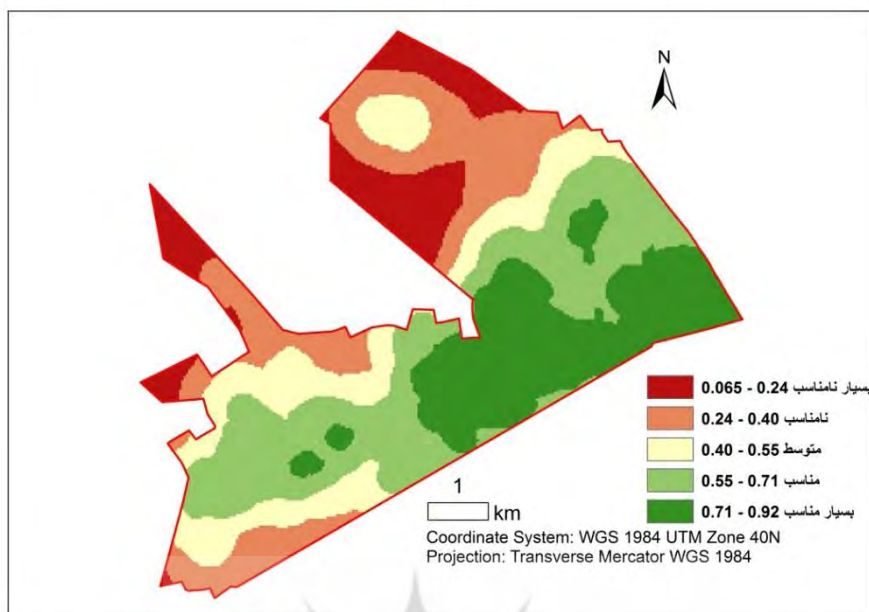 N
بسیار نامناسب 0.24 - 0.065
نامناسب 0.40 - 0.24
متوسط 0.55 - 0.40
مناسب 0.71 - 0.55
بسیار مناسب 0.92 - 0.71
1
km
Coordinate System: WGS 1984 UTM Zone 40N
Projection: Transverse Mercator WGS 1984